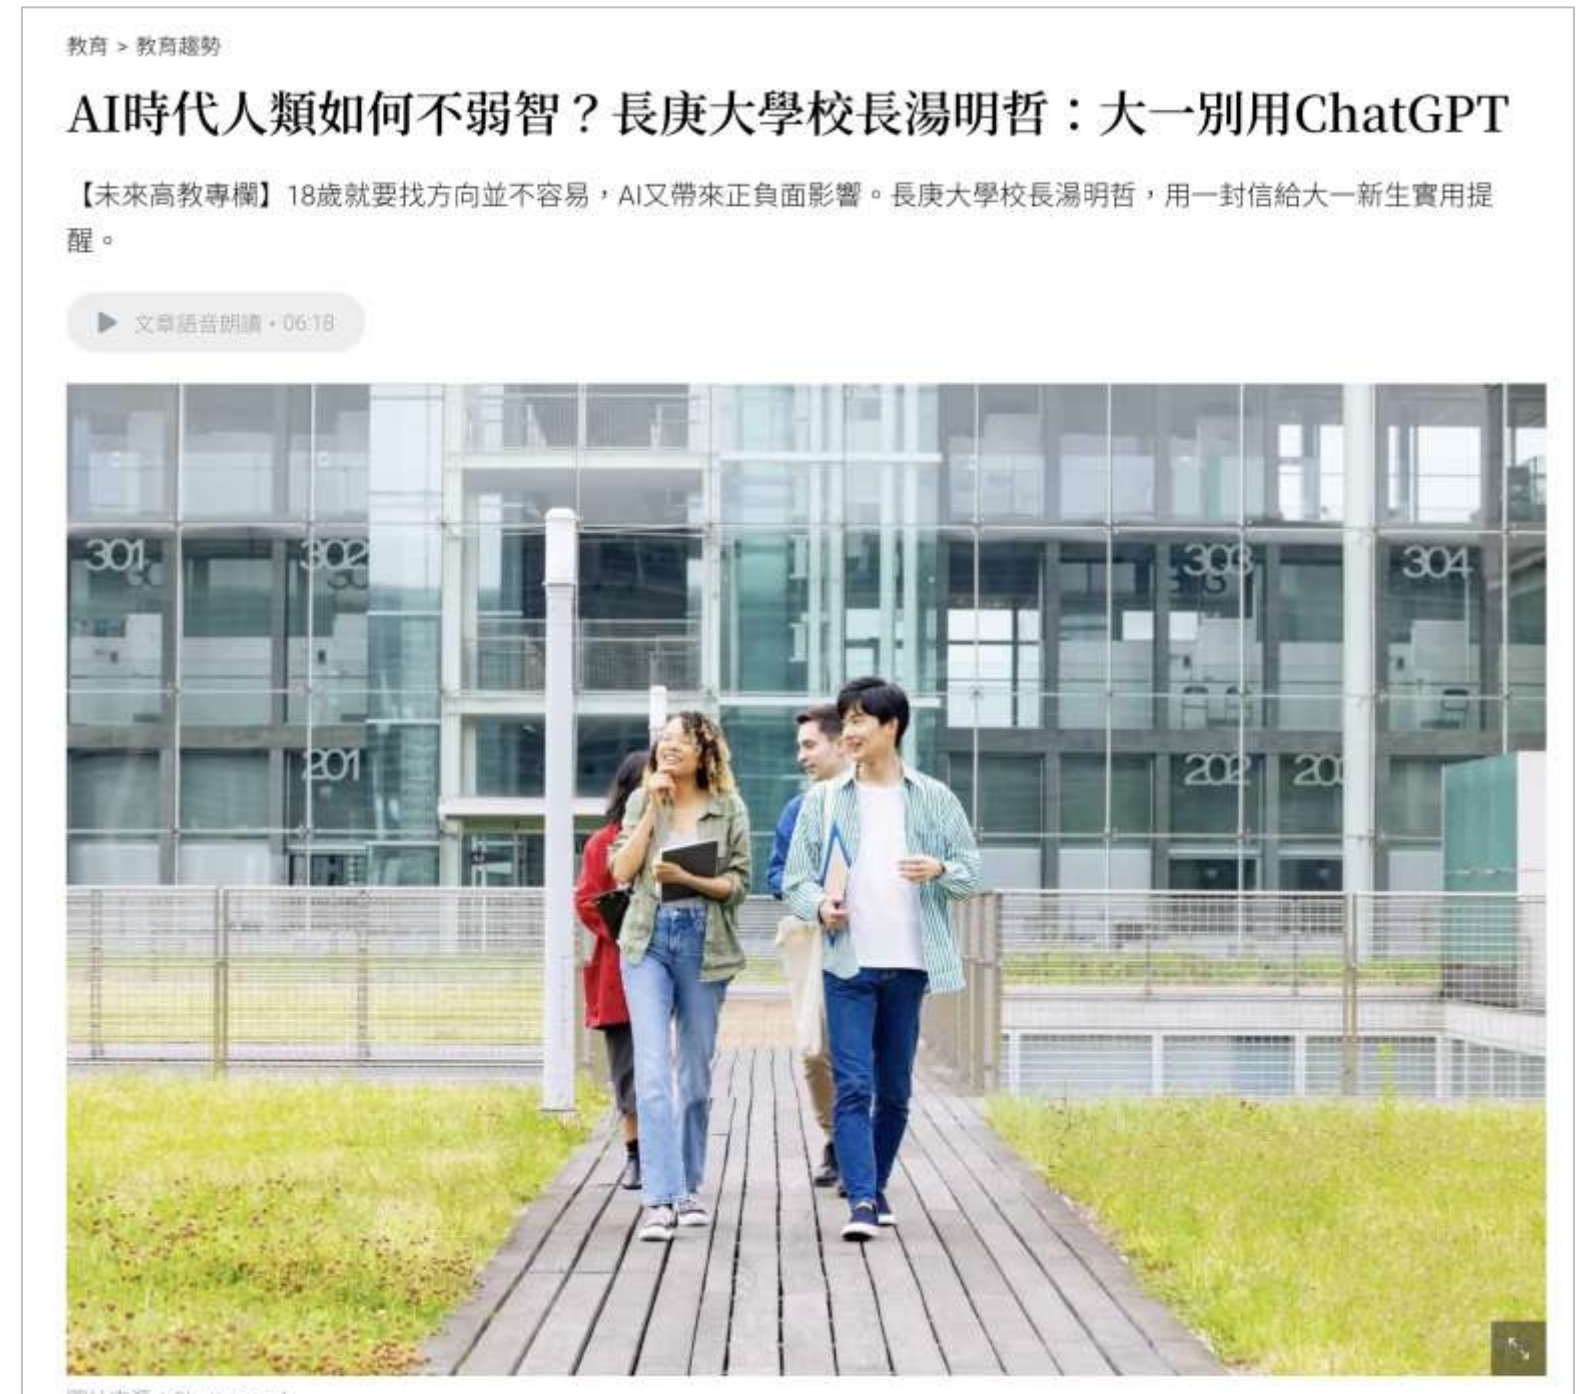 教育 > 教育趨勢
AI時代人類如何不弱智？長庚大學校長湯明哲：大一別用ChatGPT
【未來高教專欄】18歲就要找方向並不容易，AI又帶來正負面影響。長庚大學校長湯明哲，用一封信給大一新生實用提
醒。
文章語音朗讀・06:18
301 302 303 304
201 202 20